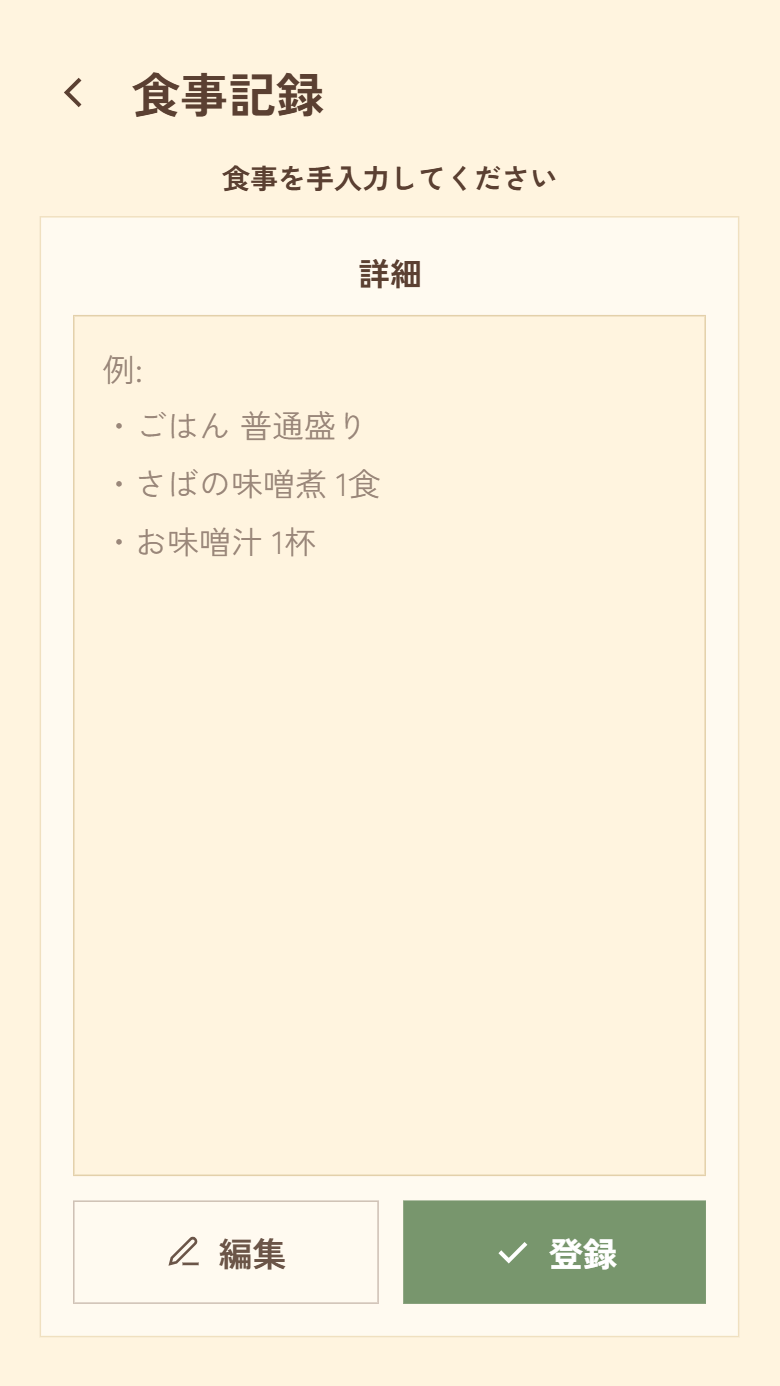 食事記録
食事を手入力してください
詳細
例:
・ごはん 普通盛り
・さばの味噌煮 1食
・お味噌汁 1杯
編集
登録